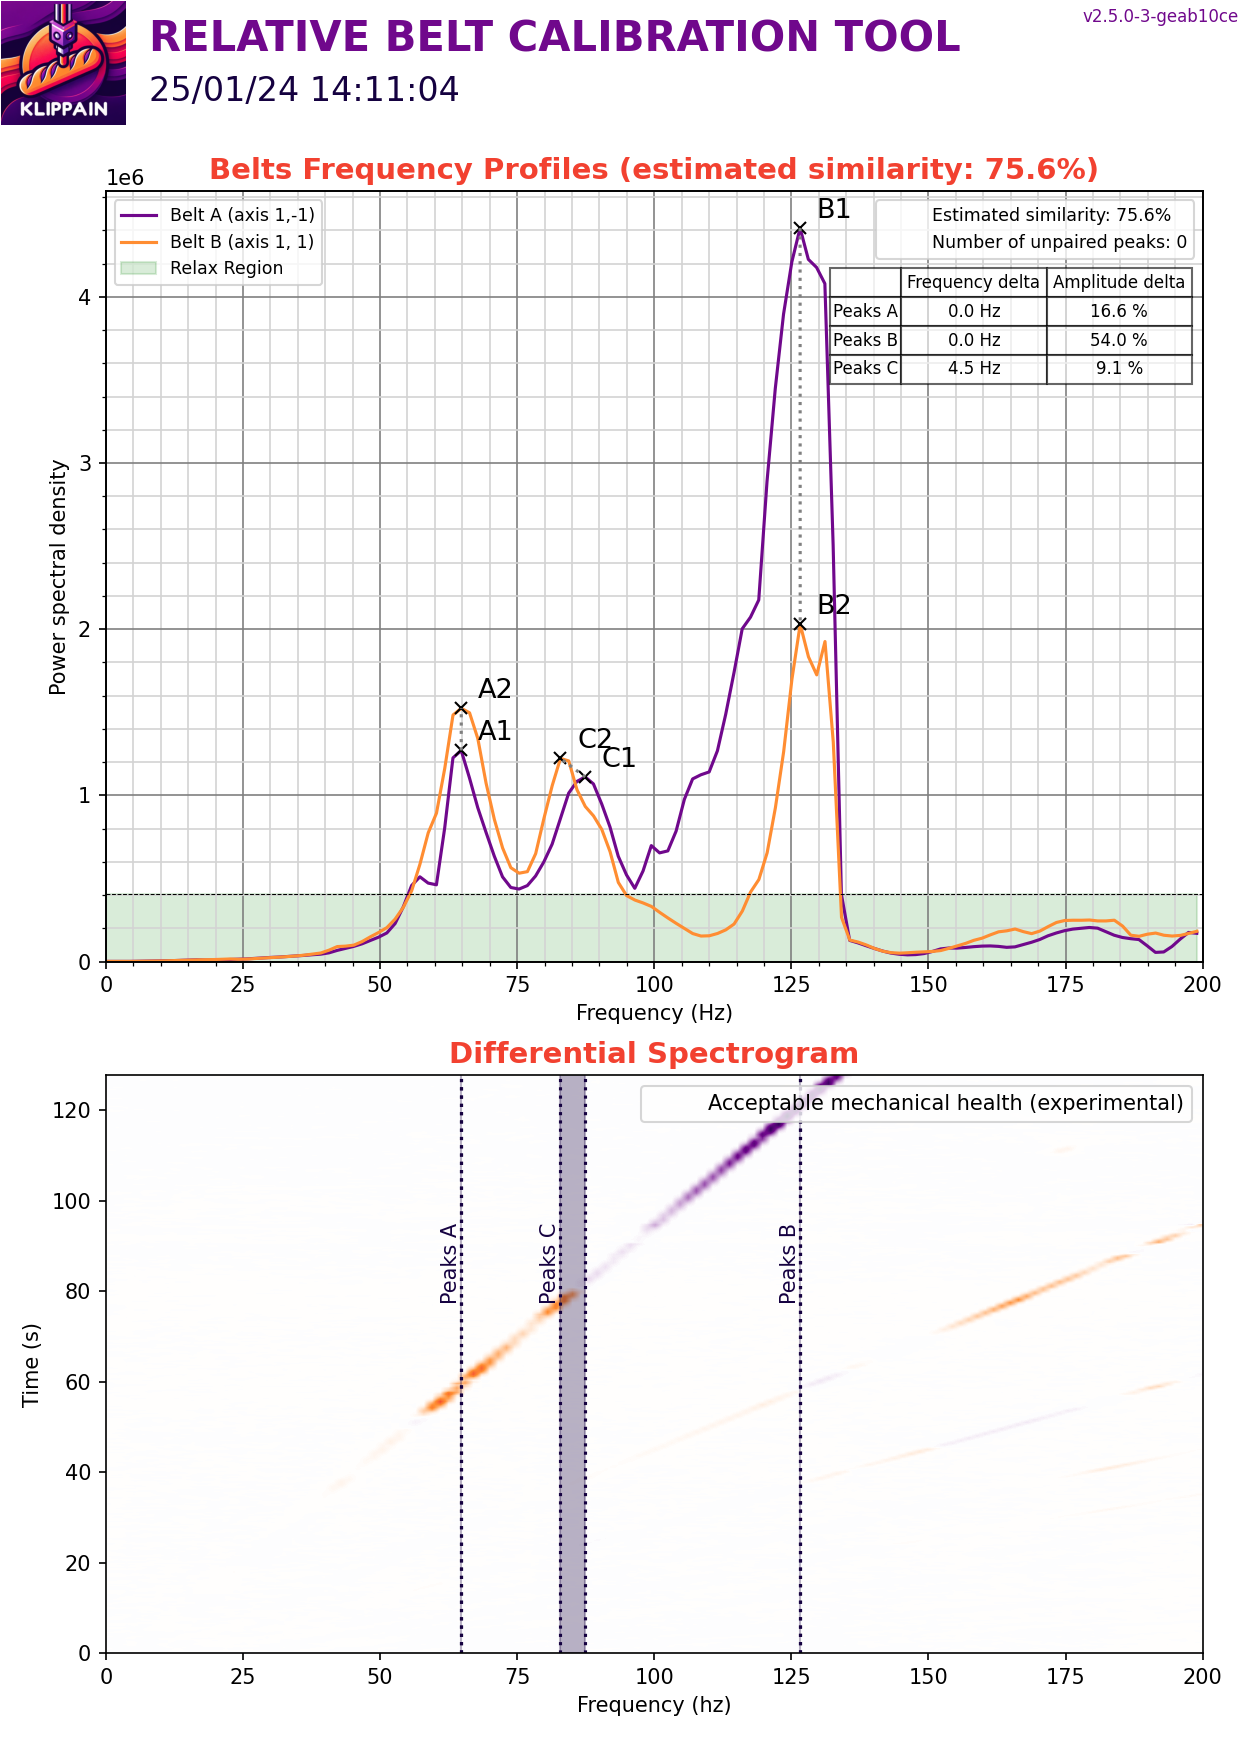 KLIPPAIN
RELATIVE BELT CALIBRATION TOOL
25/01/24 14:11:04
v2.5.0-3-geab10ce
Belts Frequency Profiles (estimated similarity: 75.6%)
1e6
Belt A (axis 1,-1)
Belt B (axis 1, 1)
Relax Region
Estimated similarity: 75.6%
Number of unpaired peaks: 0
Frequency delta Amplitude delta
Peaks A 0.0 Hz 16.6 %
Peaks B 0.0 Hz 54.0 %
Peaks C 4.5 Hz 9.1 %
B1
B2
A2
A1
C2
C1
4
3
2
1
0
Power spectral density
0 25 50 75 100 125 150 175 200
Frequency (Hz)
Differential Spectrogram
Acceptable mechanical health (experimental)
Peaks A
Peaks C
Peaks B
120
100
80
60
40
20
0
Time (s)
0 25 50 75 100 125 150 175 200
Frequency (hz)